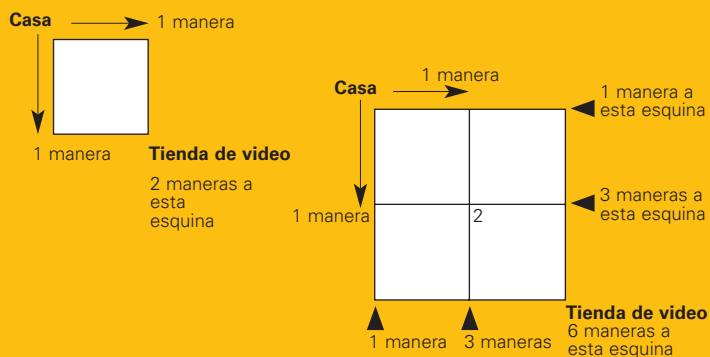 Casa
1 manera
1 manera
Tienda de video
2 maneras a
esta
esquina
1 manera
Casa
1 manera a
esta esquina
1 manera
2
3 maneras a
esta esquina
1 manera
3 maneras
Tienda de video
6 maneras a
esta esquina